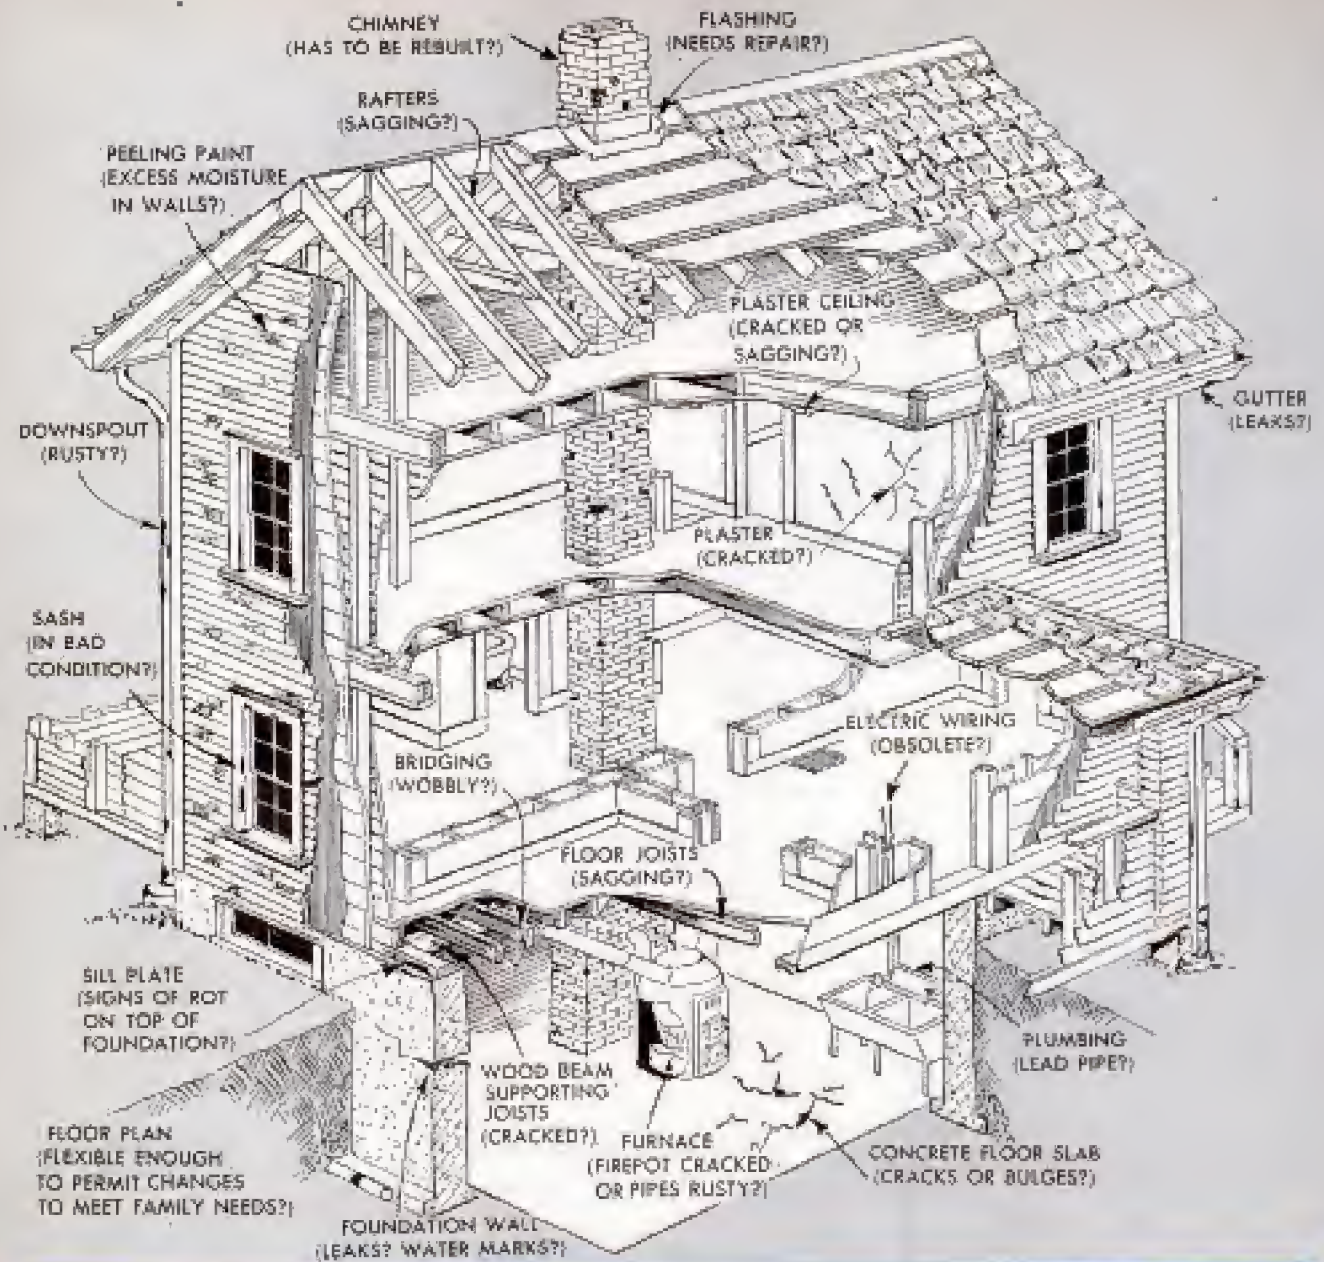 CHIMNEY
(HAS TO BE REBUILT?)
FLASHING
(NEEDS REPAIR?)
RAFTERS
(SAGGING?)
PEELING PAINT
(EXCESS MOISTURE
IN WALLS?)
PLASTER CEILING
(CRACKED OR
SAGGING?)
GUTTER
(LEAKS?)
DOWNSPOUT
(RUSTY?)
PLASTER
(CRACKED?)
SASH
(IN BAD
CONDITION?)
ELECTRIC WIRING
(OBSOLETE?)
BRIDGING
(WOBBLY?)
FLOOR JOISTS
(SAGGING?)
SILL PLATE
(SIGNS OF ROT
ON TOP OF
FOUNDATION?)
PLUMBING
(LEAD PIPE?)
WOOD BEAM
SUPPORTING
JOISTS
(CRACKED?)
FURNACE
(FIREPOT CRACKED
OR PIPES RUSTY?)
CONCRETE FLOOR SLAB
(CRACKS OR BULGES?)
FLOOR PLAN
(FLEXIBLE ENOUGH
TO PERMIT CHANGES
TO MEET FAMILY NEEDS?)
FOUNDATION WALL
(LEAKS? WATER MARKS?)